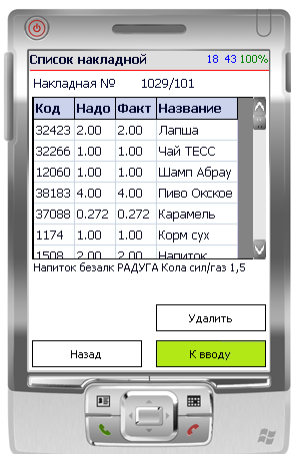 Список накладной 18 43 100%
Накладная № 1029/101
Код Надо Факт Название
32423 2.00 2.00 Лапша
32266 1.00 1.00 Чай ТЕСС
12060 1.00 1.00 Шамп Абрау
38183 4.00 4.00 Пиво Окское
37088 0.272 0.272 Карамель
1174 1.00 1.00 Корм сух
1508 2.00 2.00 Напиток
Напиток безалк РАДУГА Кола сил/газ 1,5
Удалить
Назад К вводу